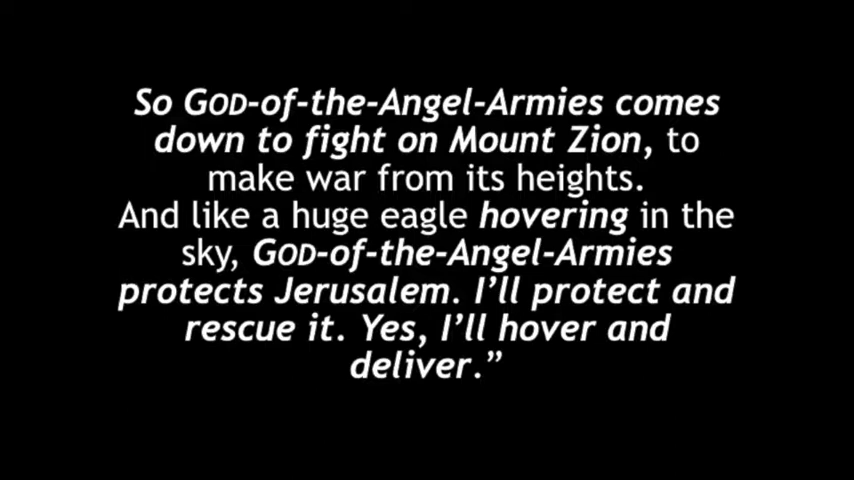 So GOD-of-the-Angel-Armies comes
down to fight on Mount Zion, to
make war from its heights.
And like a huge eagle hovering in the
sky, GOD-of-the-Angel-Armies
protects Jerusalem. I’ll protect and
rescue it. Yes, I’ll hover and
deliver.”